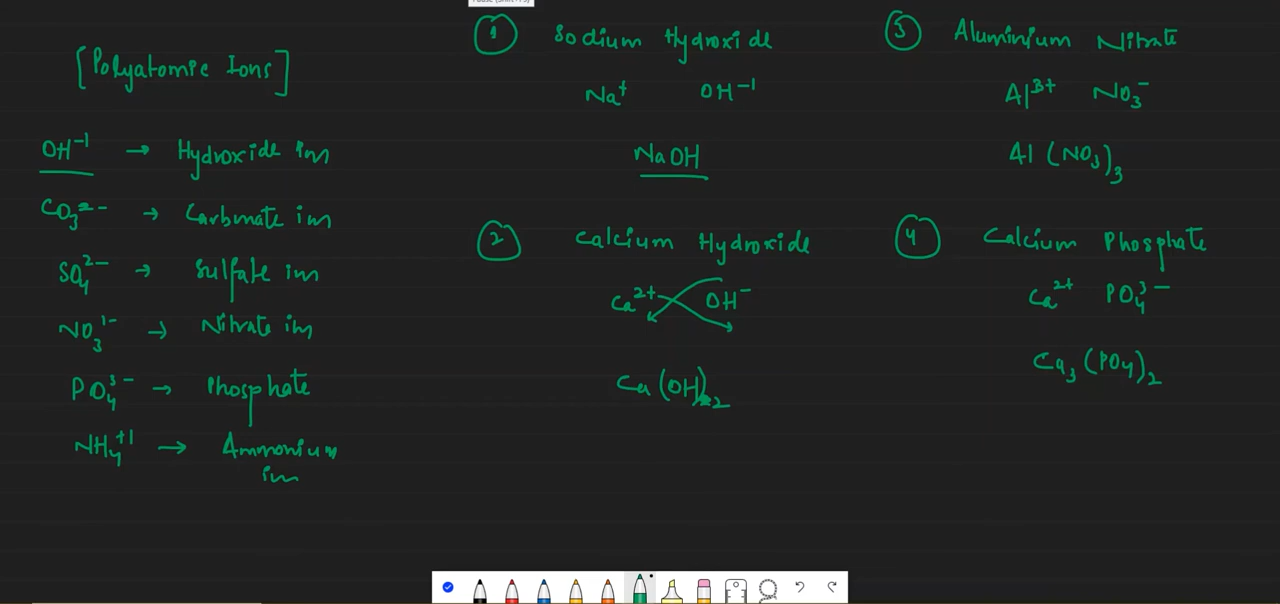 [Polyatomic Ions]
OH⁻¹ → Hydroxide ion
CO₃²⁻ → Carbonate ion
SO₄²⁻ → Sulfate ion
NO₃¹⁻ → Nitrate ion
PO₄³⁻ → Phosphate
NH₄⁺¹ → Ammonium
ion
① Sodium Hydroxide
Na⁺ OH⁻¹
NaOH
② Calcium Hydroxide
Ca²⁺ OH⁻
Ca(OH)₂
③ Aluminium Nitrate
Al³⁺ NO₃⁻
Al(NO₃)₃
④ Calcium Phosphate
Ca²⁺ PO₄³⁻
Ca₃(PO₄)₂